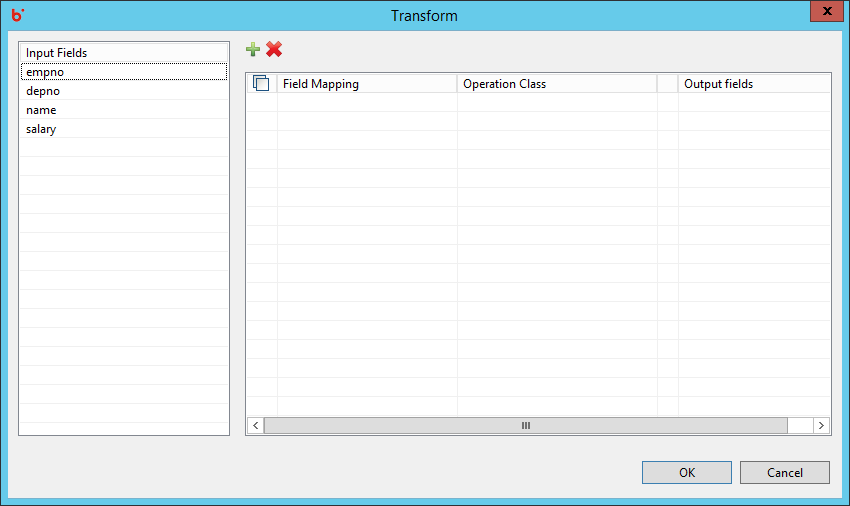 Transform
Input Fields
empno
depno
name
salary
Field Mapping Operation Class Output fields
OK Cancel